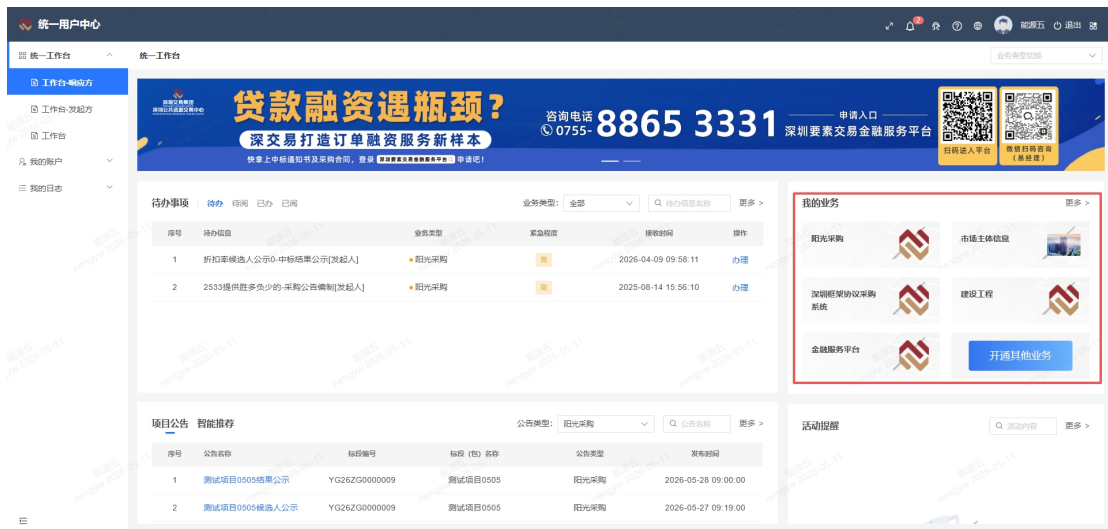 统一用户中心
2
能源五 退出
统一工作台
统一工作台
业务类型切换
工作台-响应方
工作台-发起方
工作台
我的账户
我的日志
深圳交易集团
深圳公共资源交易中心
贷款融资遇瓶颈?
深交易打造订单融资服务新样本
快拿上中标通知书及采购合同,登录 深圳要素交易金融服务平台 申请吧!
咨询电话
0755- 8865 3331
申请入口
深圳要素交易金融服务平台
扫码进入平台
微信扫码咨询
(易经理)
待办事项 待办 待阅 已办 已阅
业务类型: 全部 待办信息名称 更多 >
序号 待办信息 业务类型 紧急程度 接收时间 操作
1 折扣率候选人公示0-中标结果公示[发起人] 阳光采购 2026-04-09 09:58:11 办理
2 2533提供胜多负少的-采购公告编制[发起人] 阳光采购 2025-08-14 15:56:10 办理
我的业务 更多 >
阳光采购 市场主体信息
深圳框架协议采购系统 建设工程
金融服务平台 开通其他业务
项目公告 智能推荐
公告类型: 阳光采购 公告名称 更多 >
序号 公告名称 标段编号 标段(包)名称 公告类型 发布时间
1 测试项目0505结果公示 YG26ZG0000009 测试项目0505 阳光采购 2026-05-28 09:00:00
2 测试项目0505候选人公示 YG26ZG0000009 测试项目0505 阳光采购 2026-05-27 09:19:00
活动提醒 活动内容 更多 >